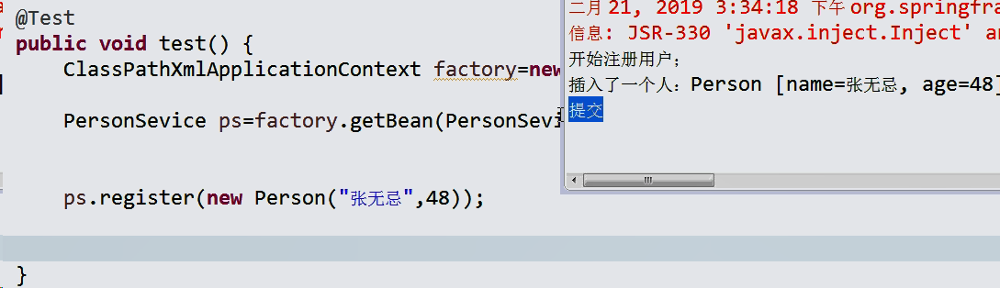 @Test
public void test() {
ClassPathXmlApplicationContext factory=new
PersonSevice ps=factory.getBean(PersonSevi
ps.register(new Person("张无忌",48));
}
二月 21, 2019 3:34:18 下午 org.springfra
信息: JSR-330 'javax.inject.Inject' an
开始注册用户;
插入了一个人: Person [name=张无忌, age=48]
提交